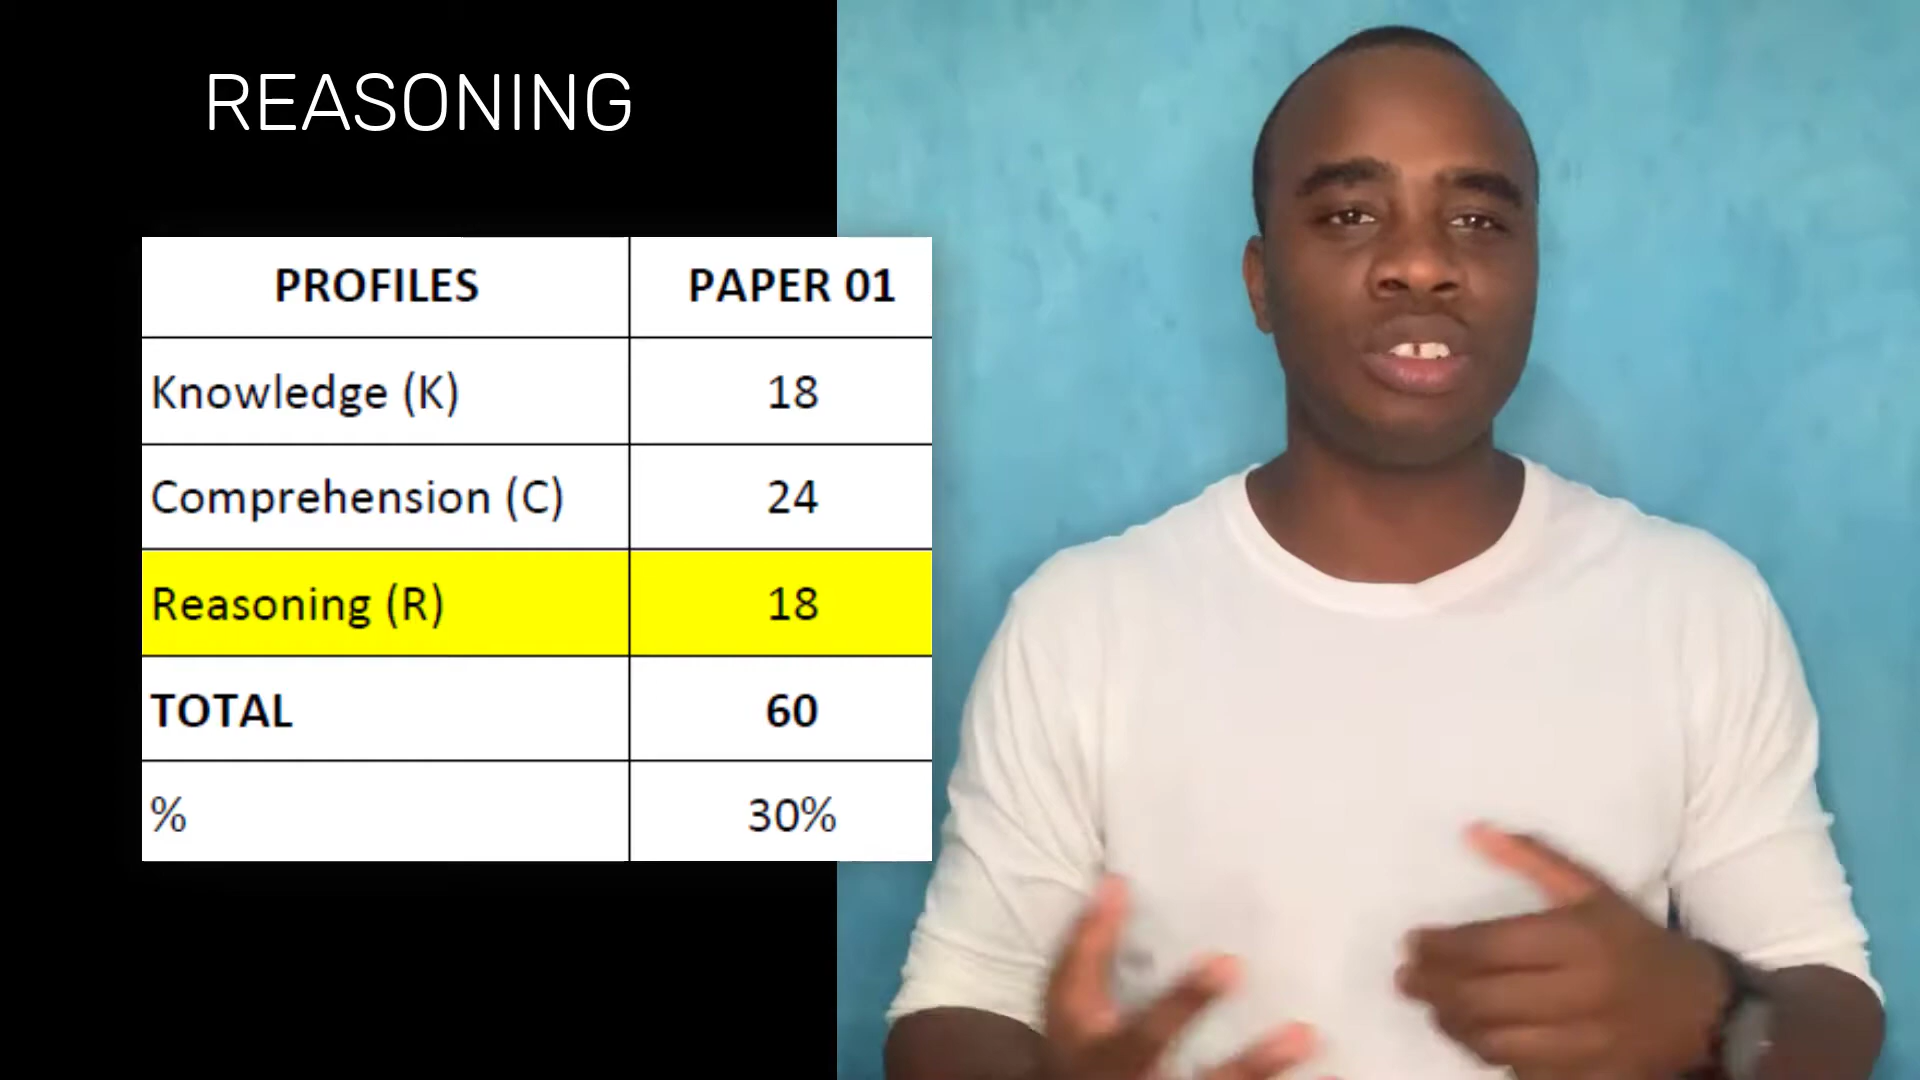 REASONING
PROFILES PAPER 01
Knowledge (K) 18
Comprehension (C) 24
Reasoning (R) 18
TOTAL 60
% 30%